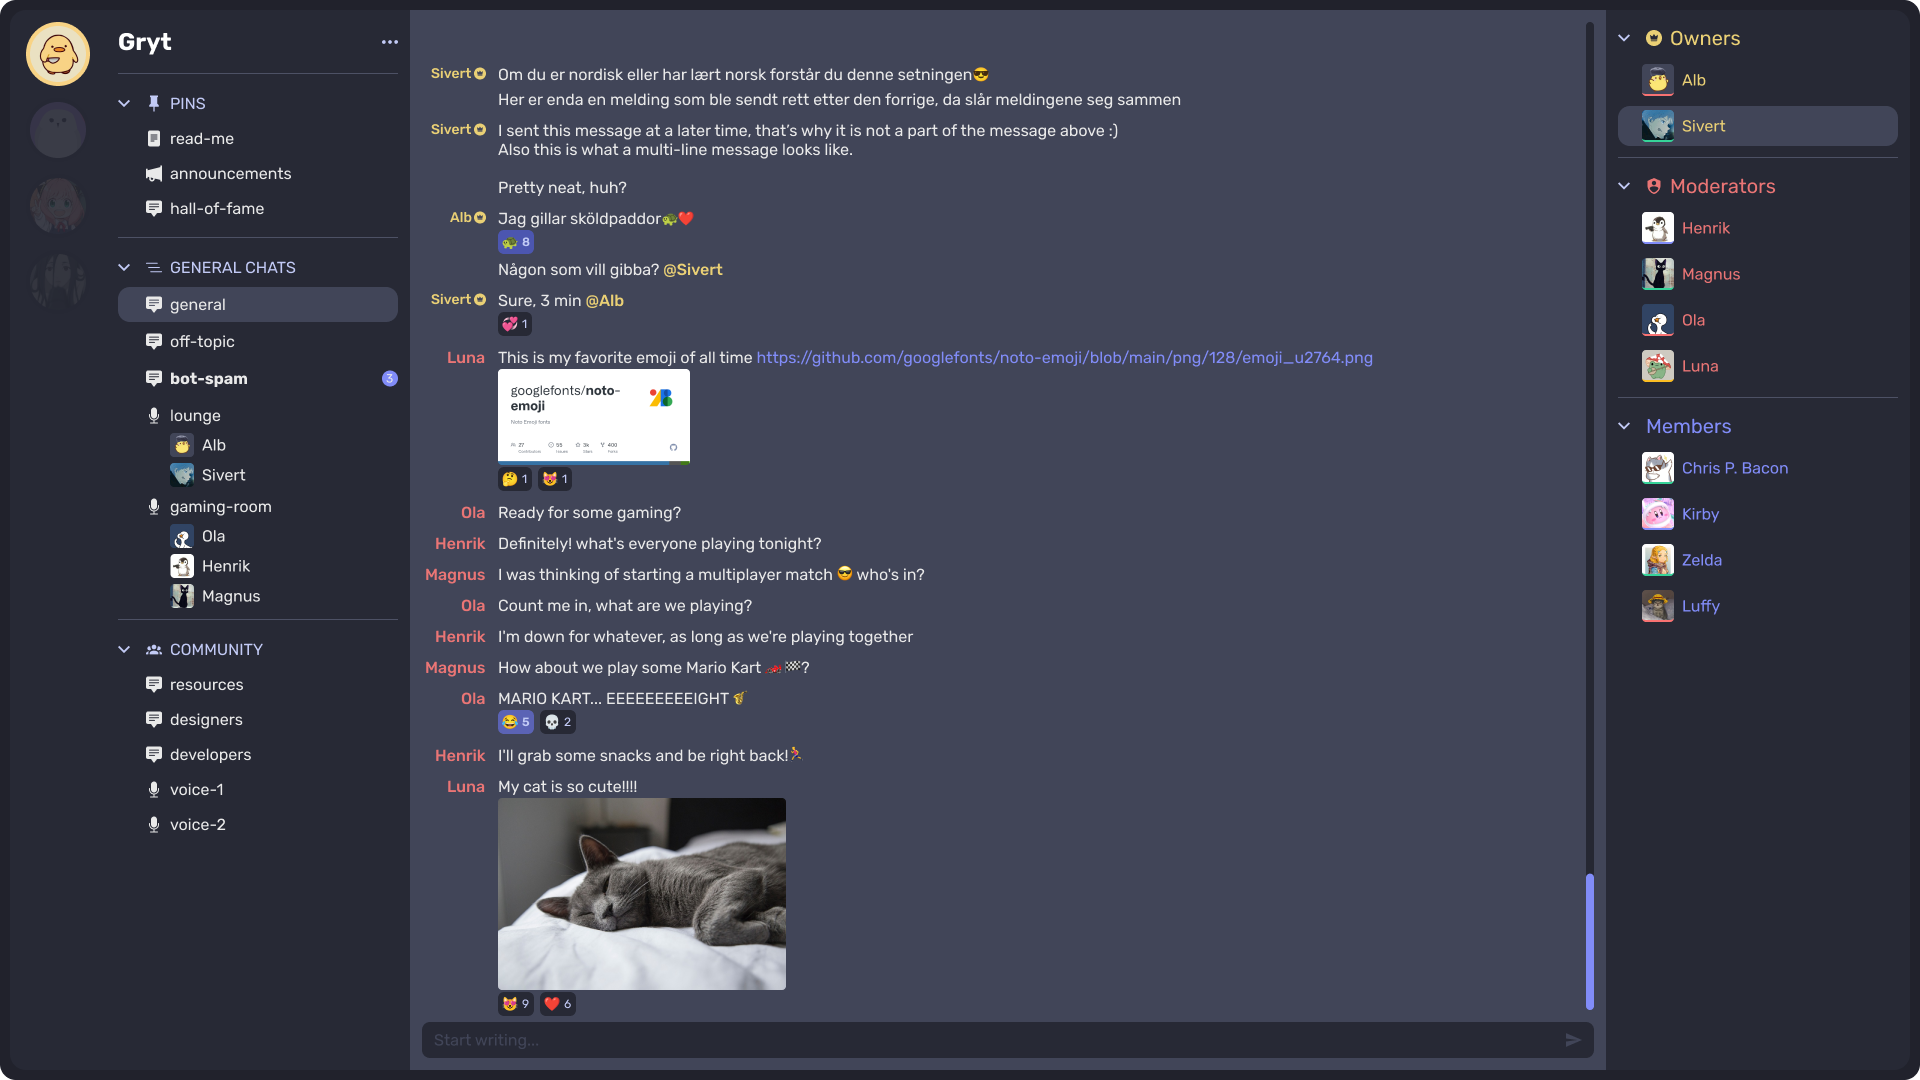 Gryt
PINS
read-me
announcements
hall-of-fame
GENERAL CHATS
general
off-topic
bot-spam 3
lounge
Alb
Sivert
gaming-room
Ola
Henrik
Magnus
COMMUNITY
resources
designers
developers
voice-1
voice-2
Sivert Om du er nordisk eller har lært norsk forstår du denne setningen😎
Her er enda en melding som ble sendt rett etter den forrige, da slår meldingene seg sammen
Sivert I sent this message at a later time, that’s why it is not a part of the message above :)
Also this is what a multi-line message looks like.
Pretty neat, huh?
Alb Jag gillar sköldpaddor🐢❤️
🐢 8
Någon som vill gibba? @Sivert
Sivert Sure, 3 min @Alb
💞 1
Luna This is my favorite emoji of all time https://github.com/googlefonts/noto-emoji/blob/main/png/128/emoji_u2764.png
googlefonts/noto-
emoji
Noto Emoji fonts
27 55 3k 400
Contributors Issues Stars Forks
🤔 1 😻 1
Ola Ready for some gaming?
Henrik Definitely! what's everyone playing tonight?
Magnus I was thinking of starting a multiplayer match 😎 who's in?
Ola Count me in, what are we playing?
Henrik I'm down for whatever, as long as we're playing together
Magnus How about we play some Mario Kart 🏎️🏁?
Ola MARIO KART... EEEEEEEEEIGHT 🎷
😂 5 💀 2
Henrik I'll grab some snacks and be right back!🏃
Luna My cat is so cute!!!!
😻 9 ❤️ 6
Start writing...
Owners
Alb
Sivert
Moderators
Henrik
Magnus
Ola
Luna
Members
Chris P. Bacon
Kirby
Zelda
Luffy